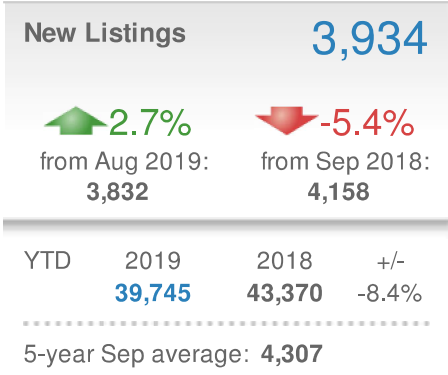 New Listings 3,934
2.7% -5.4%
from Aug 2019: from Sep 2018:
3,832 4,158
YTD 2019 2018 +/-
39,745 43,370 -8.4%
5-year Sep average: 4,307